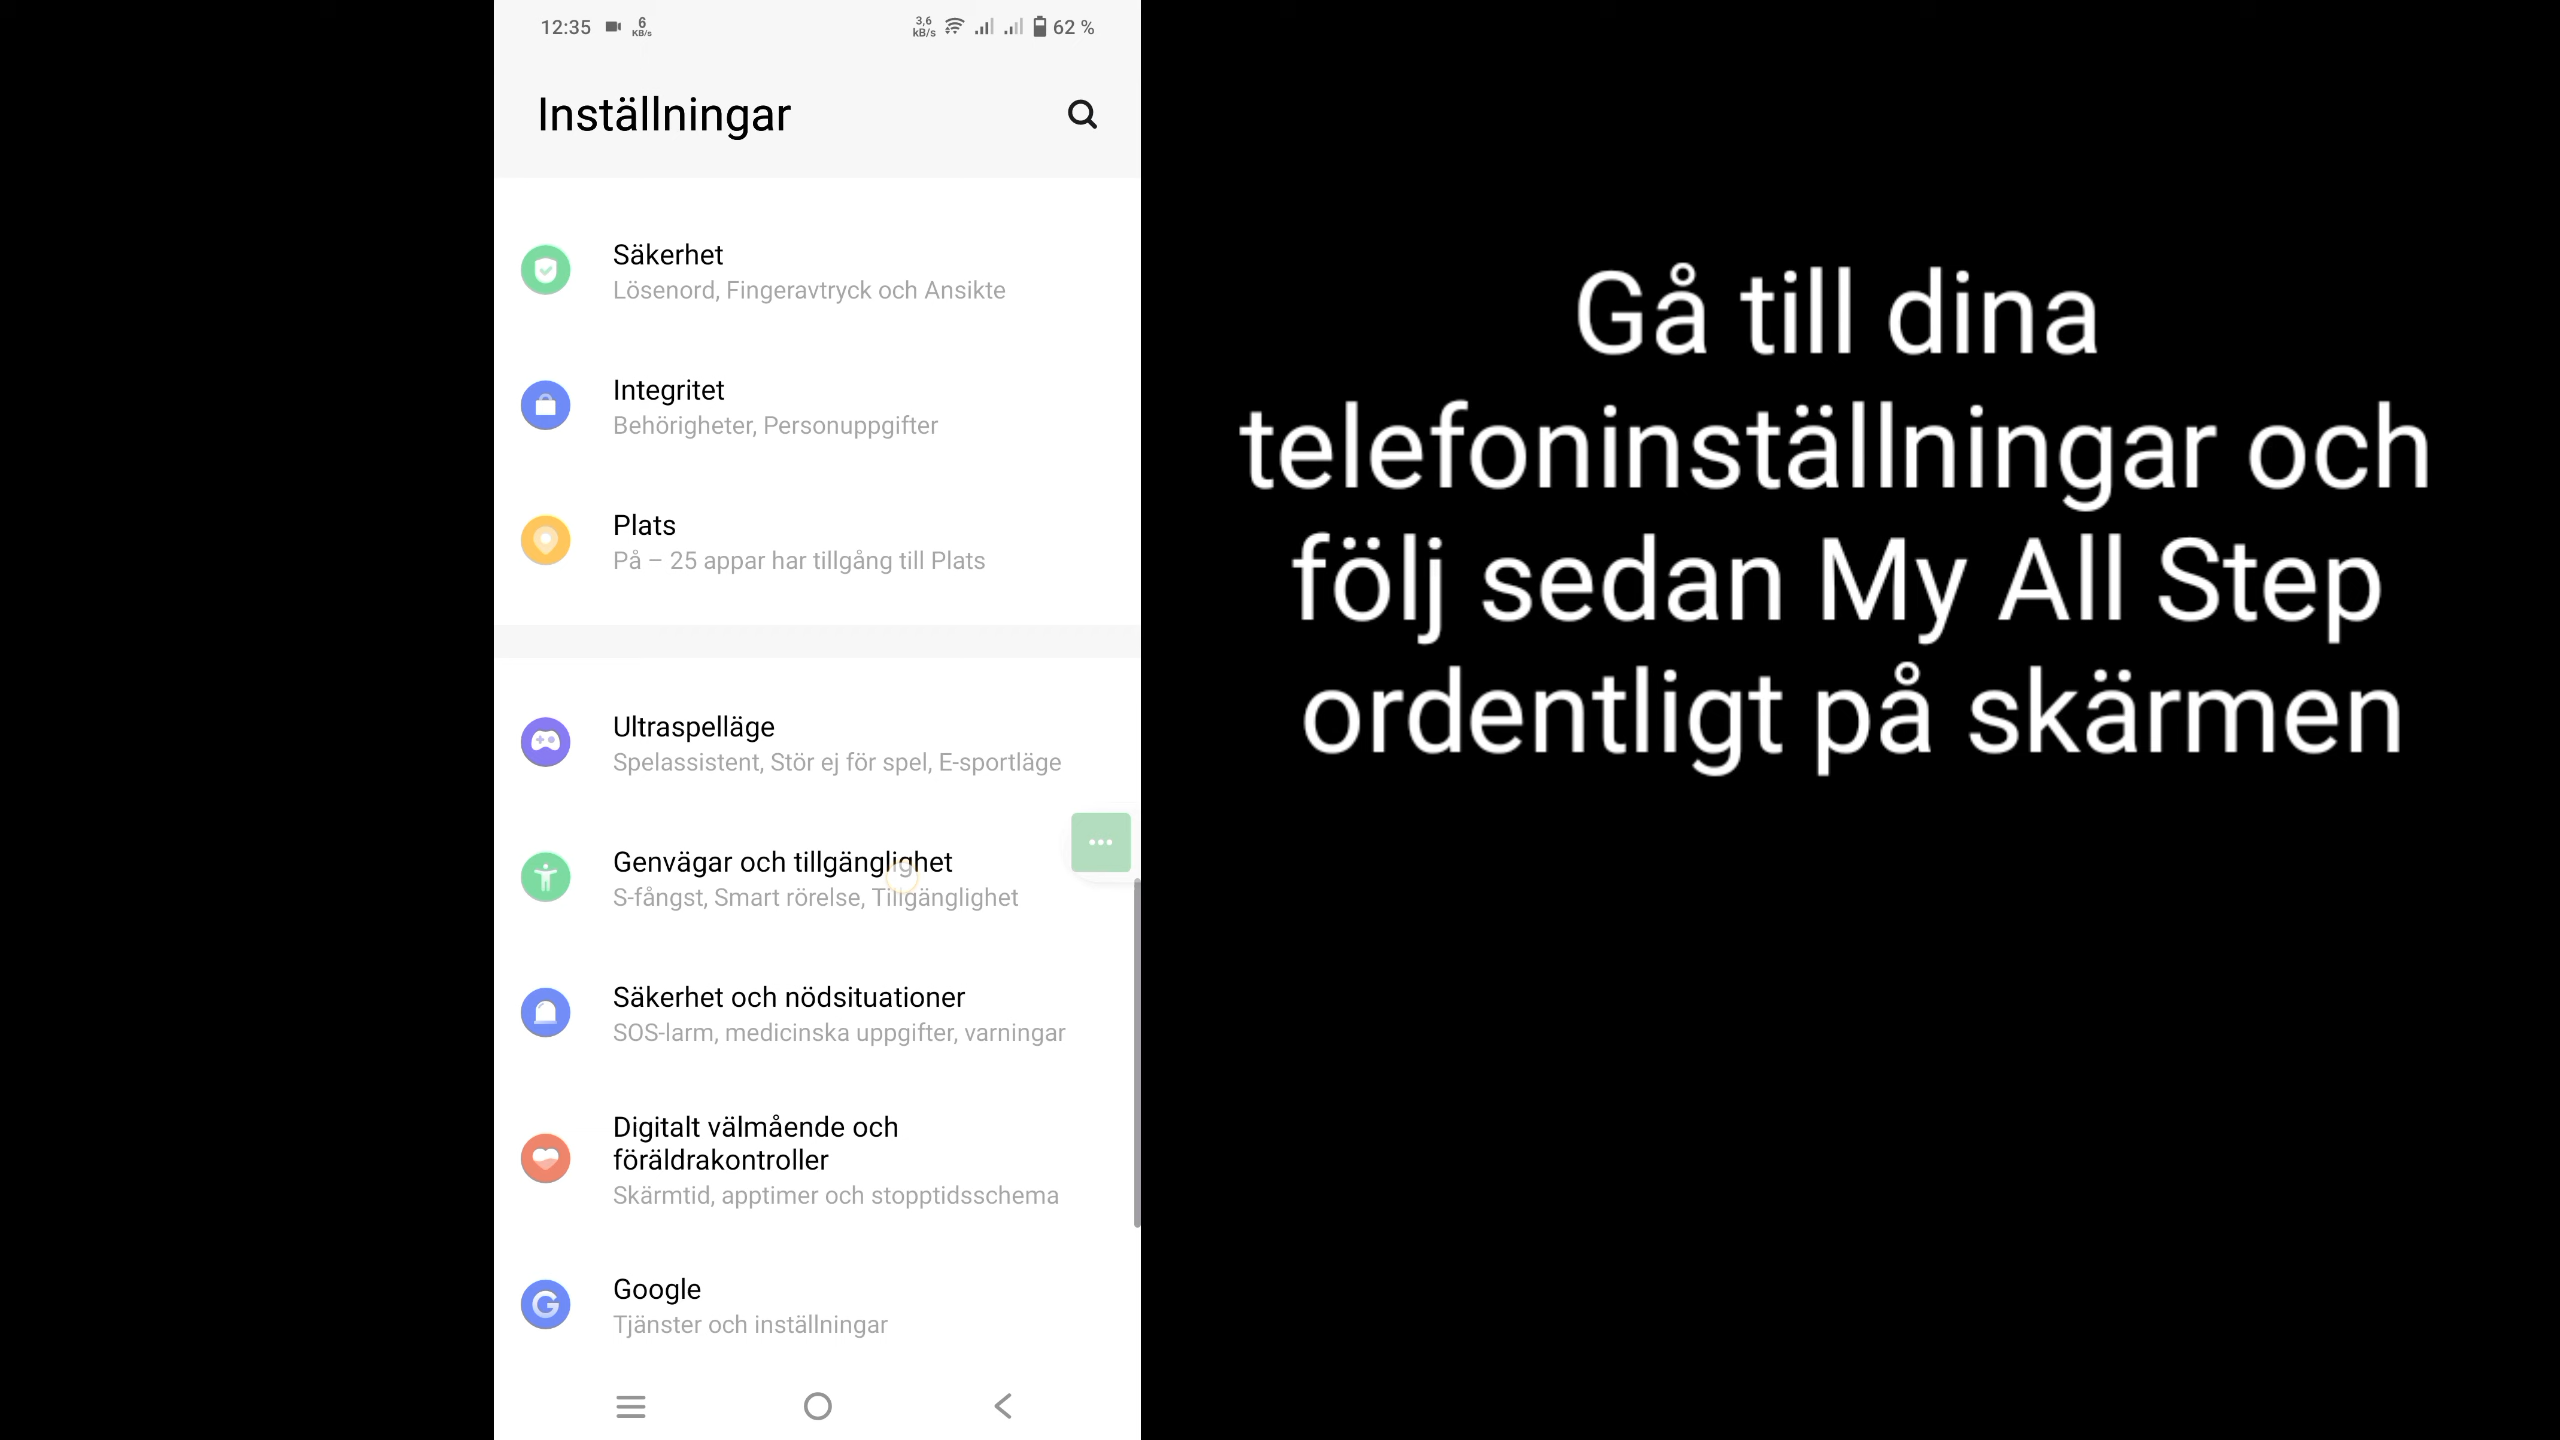 12:35
6
KB/s
3,6
kB/s
62 %
Inställningar
Säkerhet
Lösenord, Fingeravtryck och Ansikte
Integritet
Behörigheter, Personuppgifter
Plats
På – 25 appar har tillgång till Plats
Ultraspelläge
Spelassistent, Stör ej för spel, E-sportläge
Genvägar och tillgänglighet
S-fångst, Smart rörelse, Tillgänglighet
Säkerhet och nödsituationer
SOS-larm, medicinska uppgifter, varningar
Digitalt välmående och
föräldrakontroller
Skärmtid, apptimer och stopptidsschema
Google
Tjänster och inställningar
Gå till dina
telefoninställningar och
följ sedan My All Step
ordentligt på skärmen